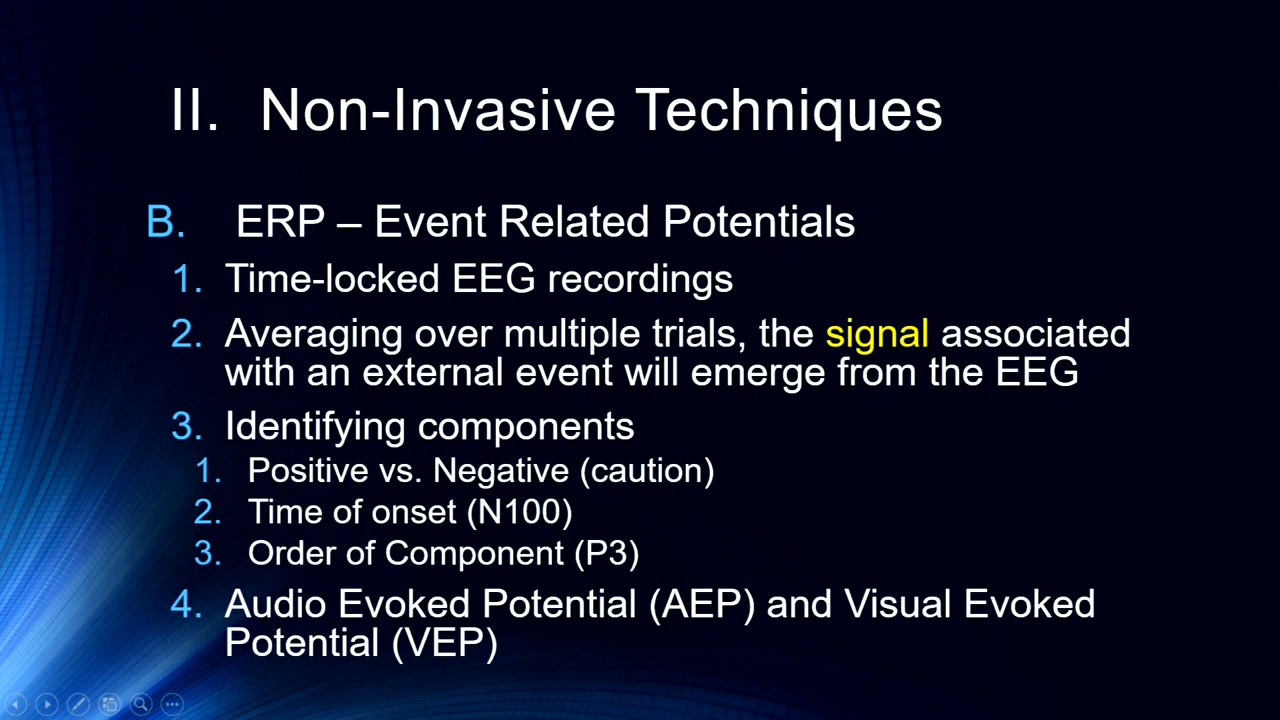 II. Non-Invasive Techniques
B. ERP – Event Related Potentials
1. Time-locked EEG recordings
2. Averaging over multiple trials, the signal associated
with an external event will emerge from the EEG
3. Identifying components
1. Positive vs. Negative (caution)
2. Time of onset (N100)
3. Order of Component (P3)
4. Audio Evoked Potential (AEP) and Visual Evoked
Potential (VEP)